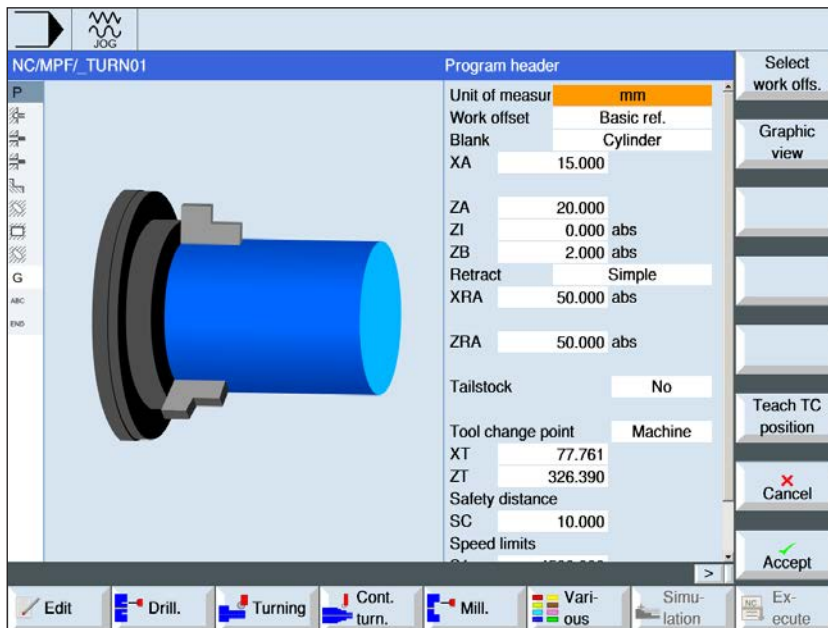 JOG
NC/MPF/_TURN01
Program header
Select
work offs.
P
Unit of measur mm
Work offset Basic ref.
Blank Cylinder
Graphic
view
XA 15.000
ZA 20.000
ZI 0.000 abs
ZB 2.000 abs
Retract Simple
XRA 50.000 abs
G
ABC
END
ZRA 50.000 abs
Tailstock No
Teach TC
position
Tool change point Machine
XT 77.761
ZT 326.390
Cancel
Safety distance
SC 10.000
Speed limits
Accept
>
Edit
Drill.
Turning
Cont.
turn.
Mill.
Vari-
ous
Simu-
lation
NC
Ex-
ecute